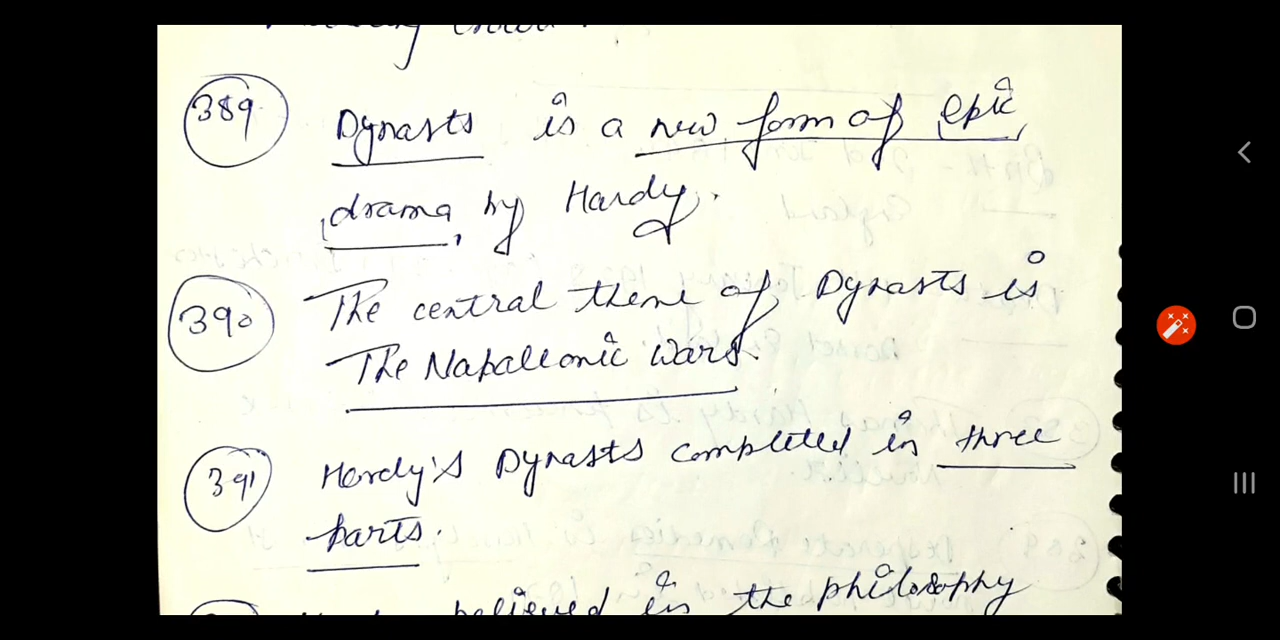 389 Dynasts is a new form of epic
drama, by Hardy.
390 The central theme of Dynasts is
The Napaleonic wars.
391 Hardy's Dynasts completed in three
parts.
believed in the philosophy